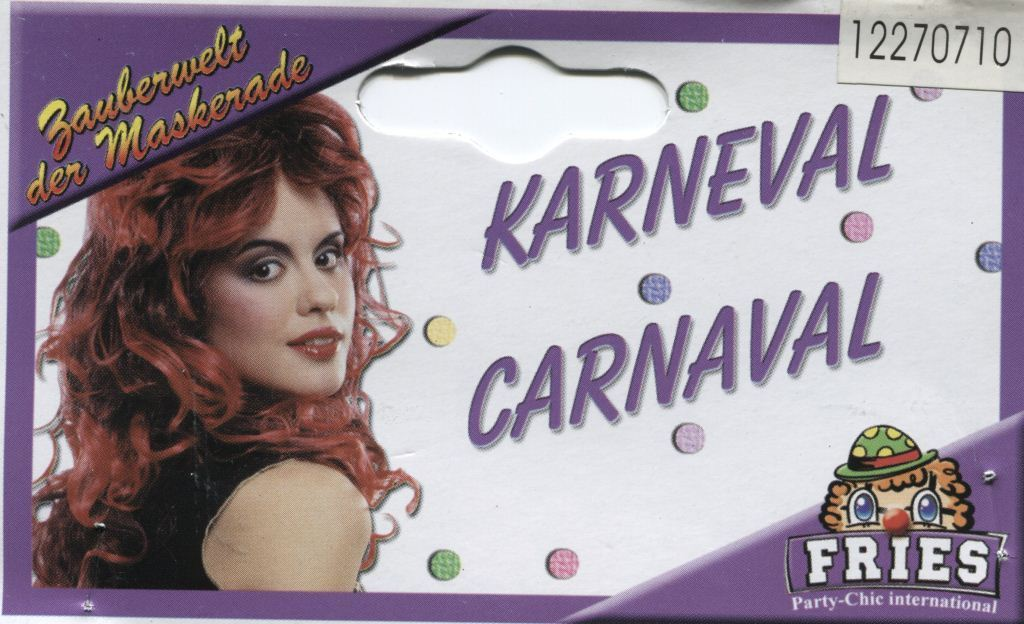 Zauberwelt
der Maskerade
12270710
KARNEVAL
CARNAVAL
FRIES
Party-Chic international